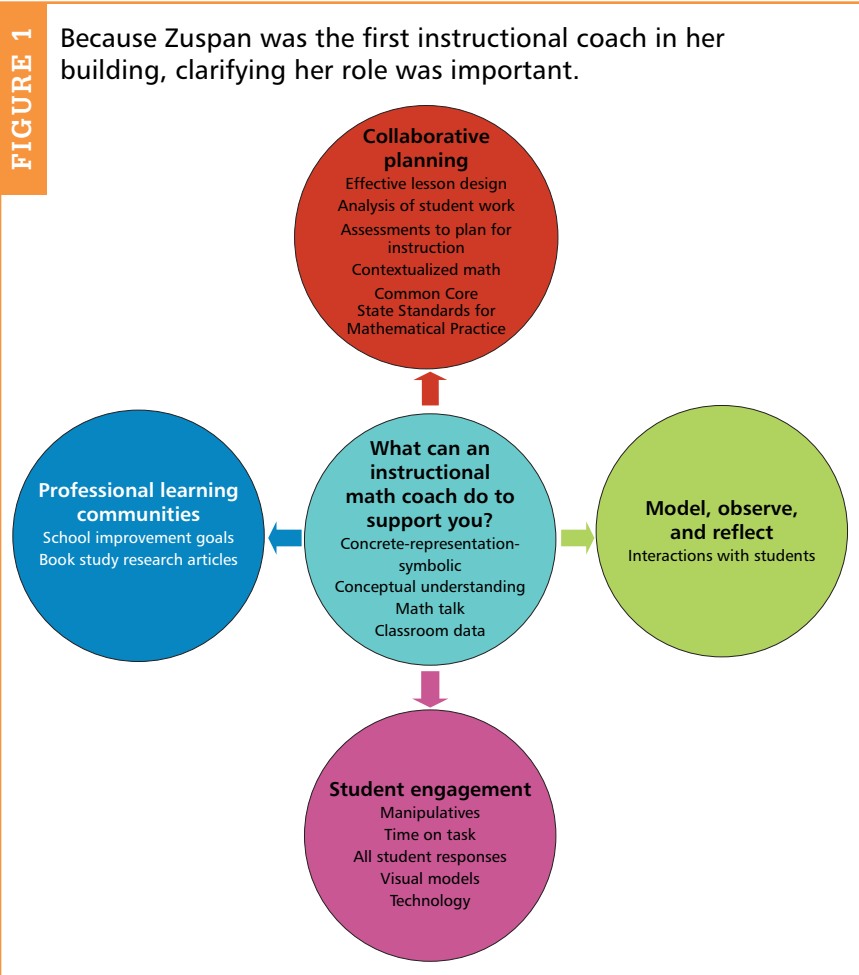 FIGURE 1
Because Zuspan was the first instructional coach in her
building, clarifying her role was important.
Collaborative
planning
Effective lesson design
Analysis of student work
Assessments to plan for
instruction
Contextualized math
Common Core
State Standards for
Mathematical Practice
Professional learning
communities
School improvement goals
Book study research articles
What can an
instructional
math coach do to
support you?
Concrete-representation-
symbolic
Conceptual understanding
Math talk
Classroom data
Model, observe,
and reflect
Interactions with students
Student engagement
Manipulatives
Time on task
All student responses
Visual models
Technology